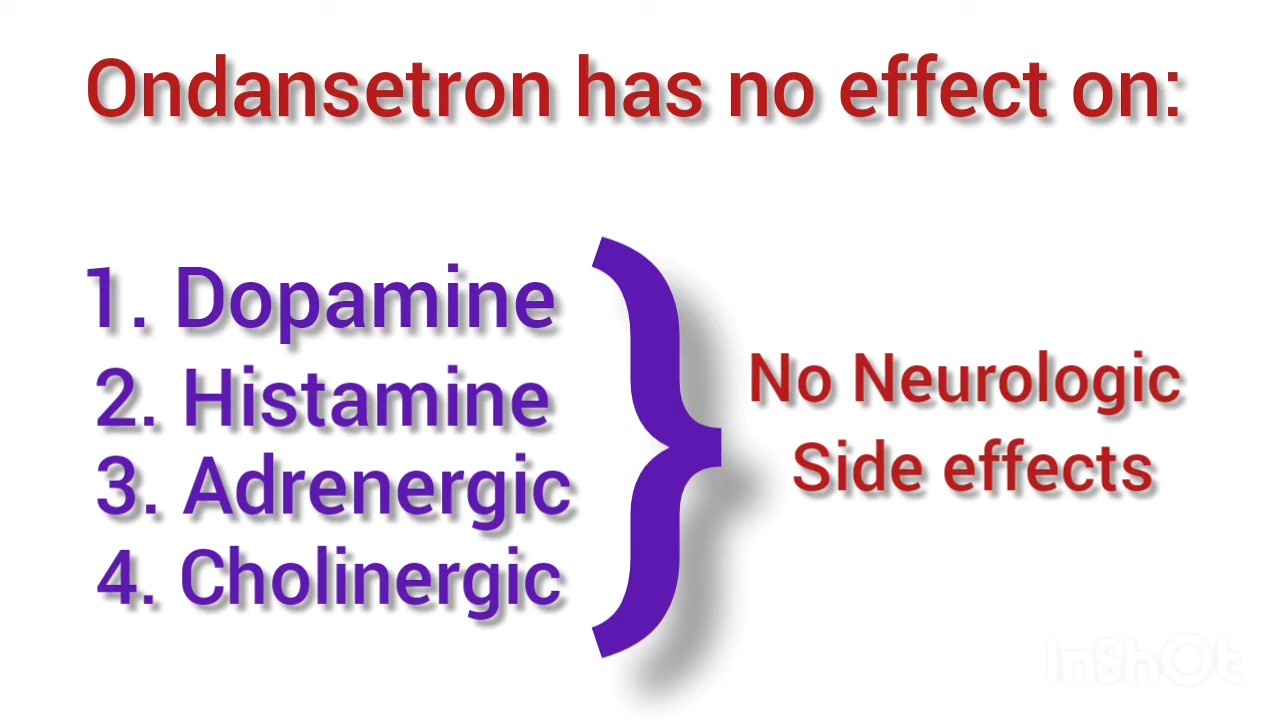 Ondansetron has no effect on:
1. Dopamine
2. Histamine
3. Adrenergic
4. Cholinergic
No Neurologic
Side effects
InShOt